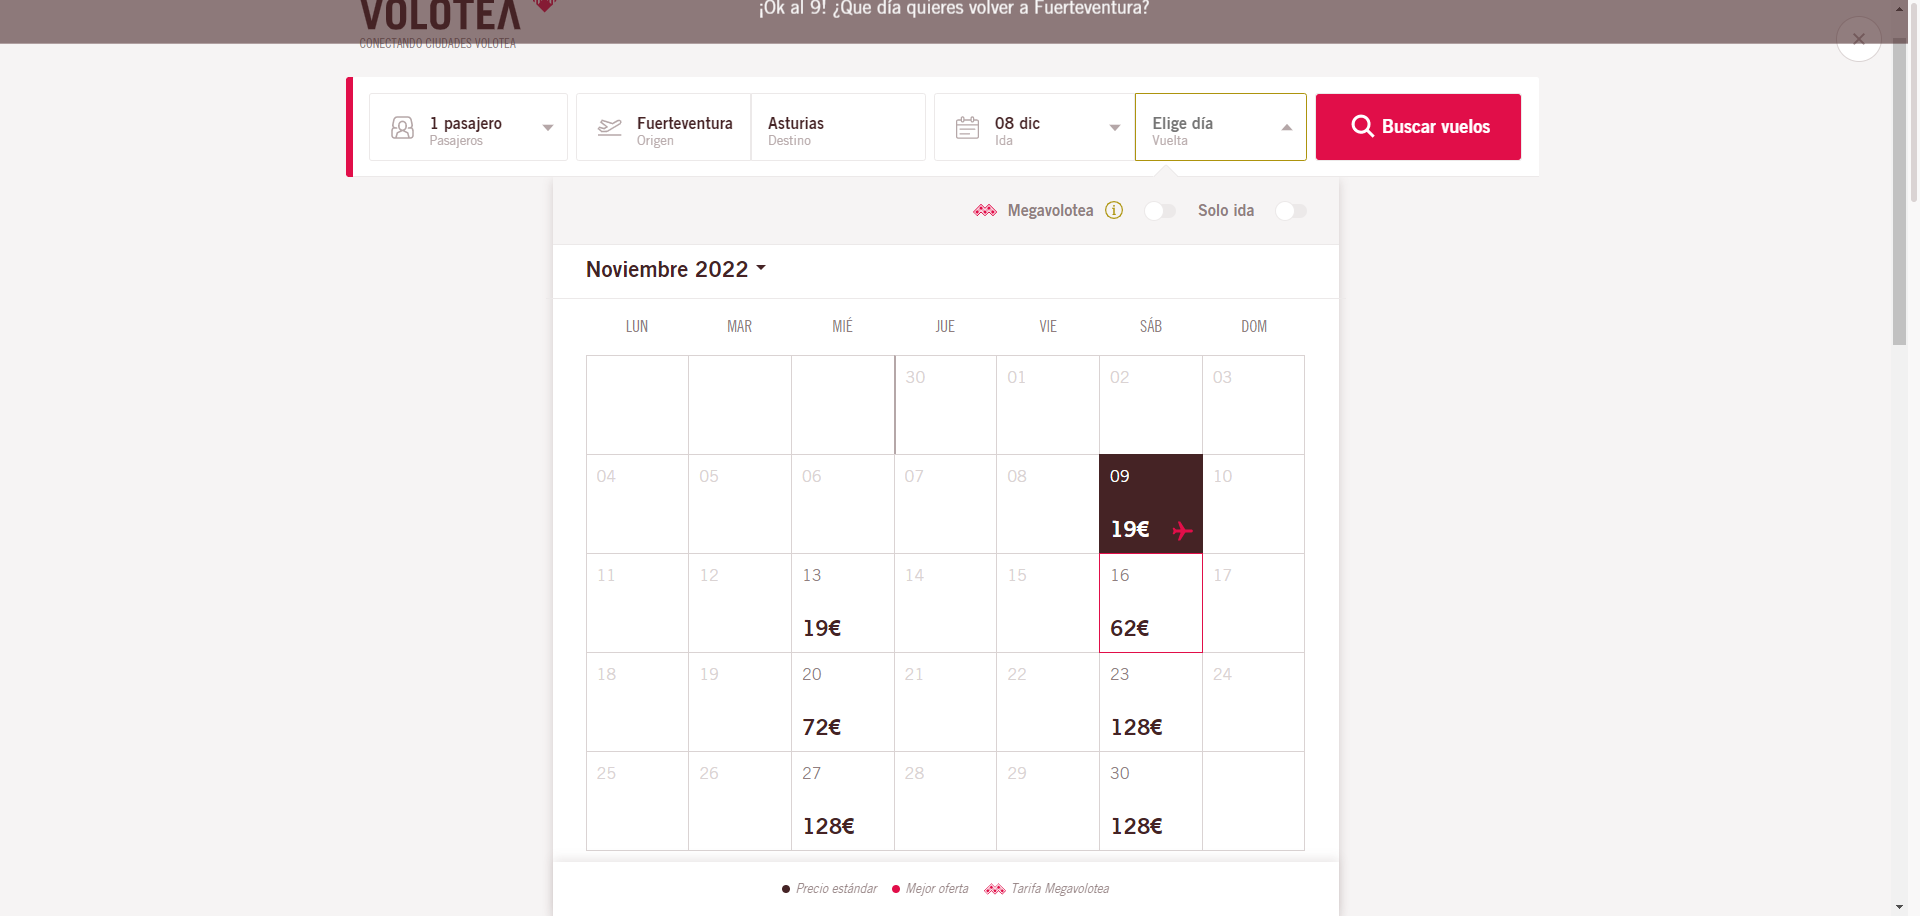 ¡Ok al 9! ¿Que día quieres volver a Fuerteventura?
VOLOTEA
CONECTANDO CIUDADES VOLOTEA
1 pasajero
Pasajeros
Fuerteventura
Origen
Asturias
Destino
08 dic
Ida
Elige día
Vuelta
Buscar vuelos
Megavolotea
Solo ida
Noviembre 2022
LUN MAR MIÉ JUE VIE SÁB DOM
30 01 02 03
04 05 06 07 08 09 10
19€
11 12 13 14 15 16 17
19€ 62€
18 19 20 21 22 23 24
72€ 128€
25 26 27 28 29 30
128€ 128€
Precio estándar Mejor oferta Tarifa Megavolotea